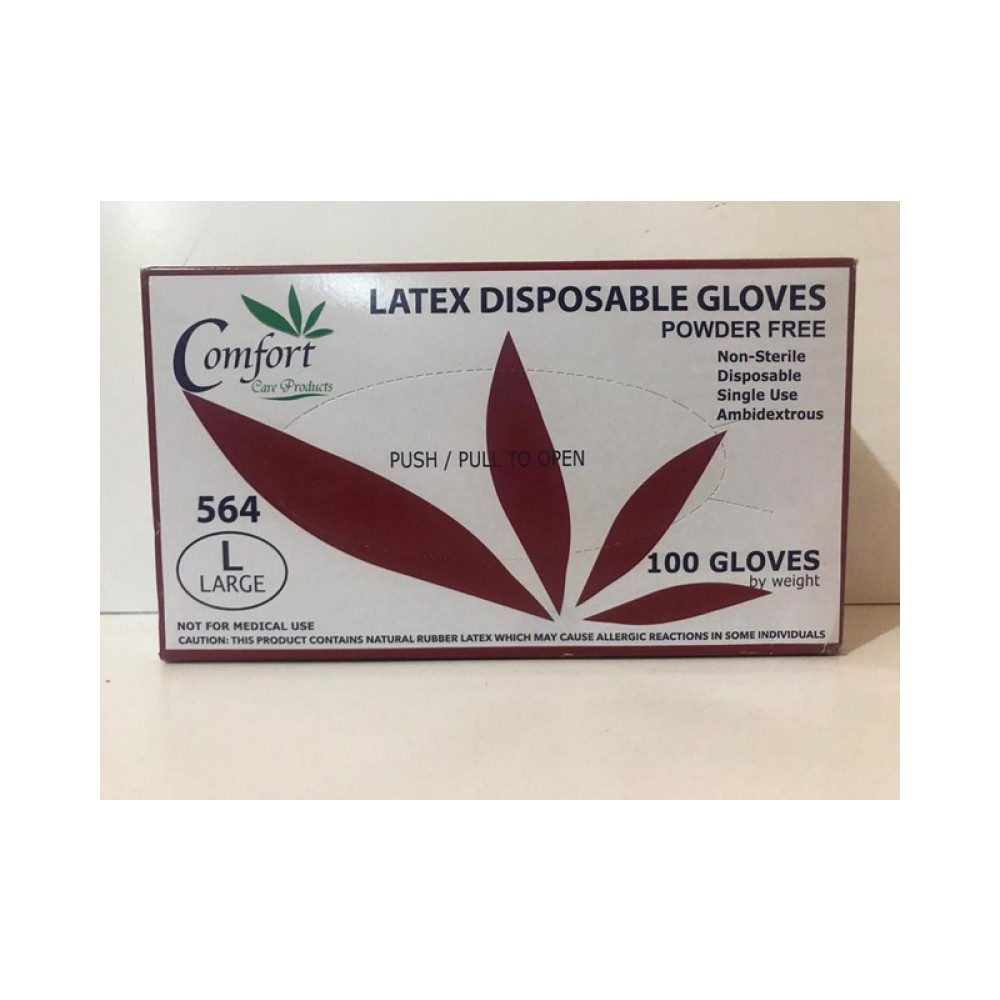 Comfort
Care Products
LATEX DISPOSABLE GLOVES
POWDER FREE
Non-Sterile
Disposable
Single Use
Ambidextrous
PUSH / PULL TO OPEN
564
L
LARGE
100 GLOVES
by weight
NOT FOR MEDICAL USE
CAUTION: THIS PRODUCT CONTAINS NATURAL RUBBER LATEX WHICH MAY CAUSE ALLERGIC REACTIONS IN SOME INDIVIDUALS